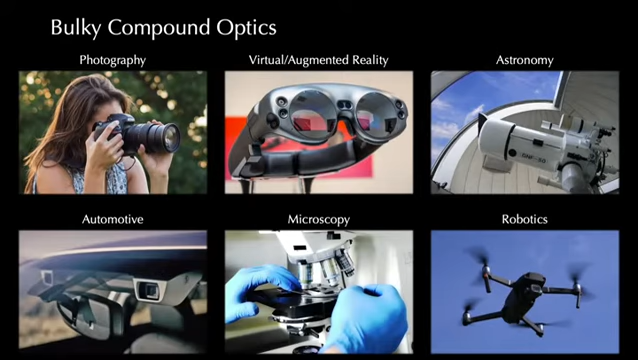 Bulky Compound Optics
Photography
Virtual/Augmented Reality
Astronomy
Automotive
Microscopy
Robotics